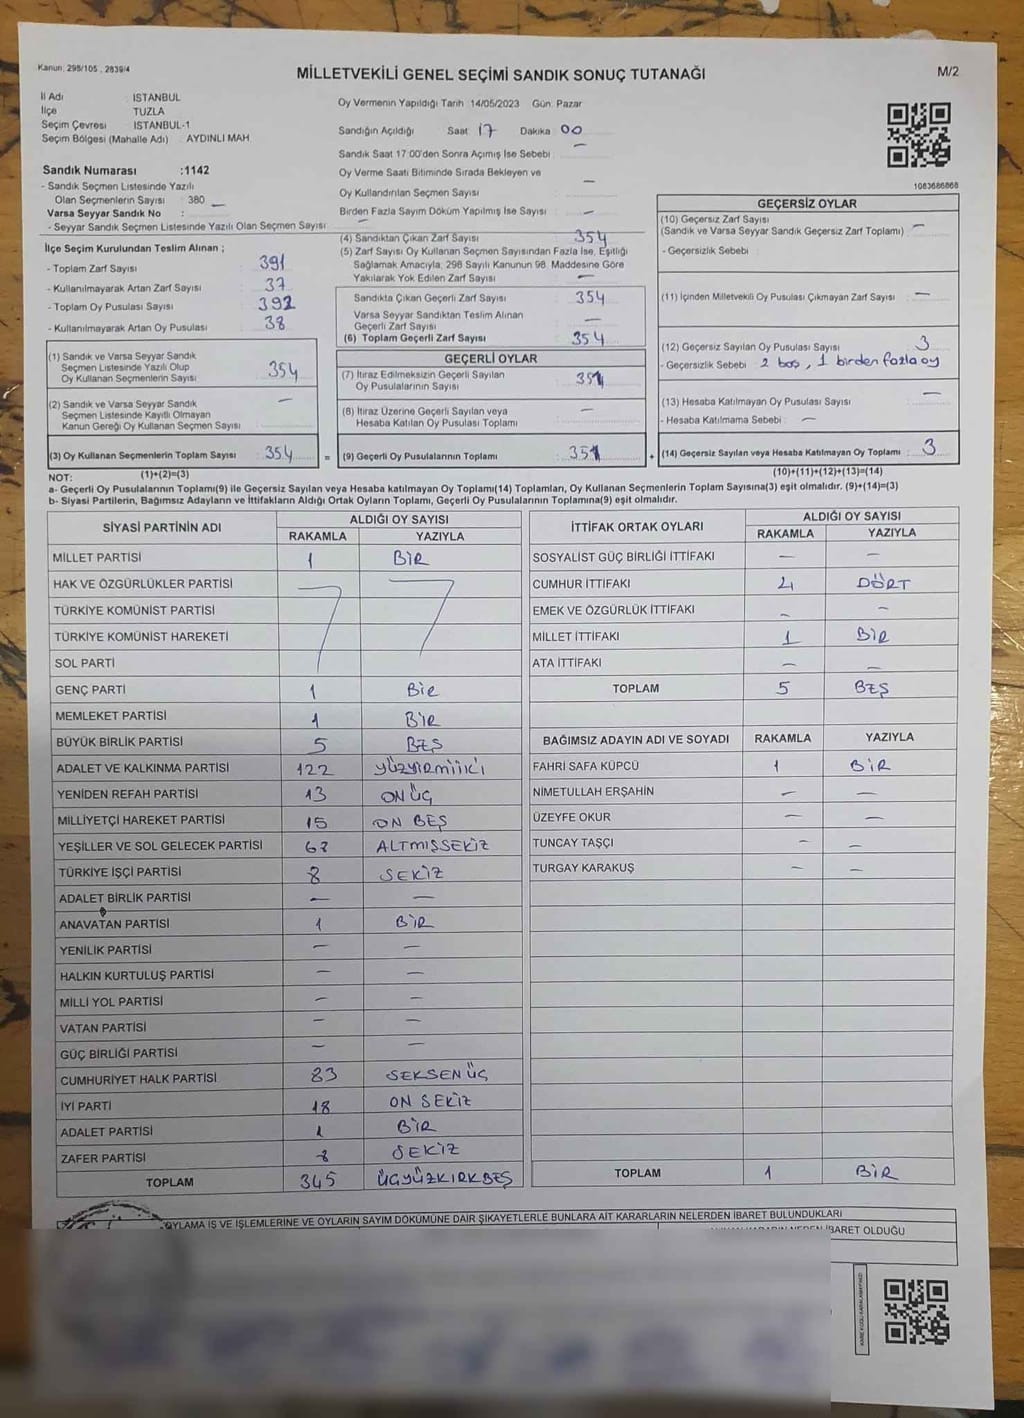 Kanun: 298/105 , 2839/4
MİLLETVEKİLİ GENEL SEÇİMİ SANDIK SONUÇ TUTANAĞI
M/2
İl Adı İSTANBUL
İlçe TUZLA
Seçim Çevresi İSTANBUL-1
Seçim Bölgesi (Mahalle Adı) : AYDINLI MAH
Sandık Numarası :1142
- Sandık Seçmen Listesinde Yazılı
Olan Seçmenlerin Sayısı : 380
Varsa Seyyar Sandık No :
- Seyyar Sandık Seçmen Listesinde Yazılı Olan Seçmen Sayısı —
İlçe Seçim Kurulundan Teslim Alınan ;
- Toplam Zarf Sayısı 391
- Kullanılmayarak Artan Zarf Sayısı : 37
- Toplam Oy Pusulası Sayısı : 392
- Kullanılmayarak Artan Oy Pusulası : 38
Oy Vermenin Yapıldığı Tarih :14/05/2023 Gün: Pazar
Sandığın Açıldığı Saat 17 Dakika 00
Sandık Saat 17:00'den Sonra Açımış İse Sebebi : —
Oy Verme Saati Bitiminde Sırada Bekleyen ve
Oy Kullandırılan Seçmen Sayısı —
Birden Fazla Sayım Döküm Yapılmış İse Sayısı : —
(4) Sandıktan Çıkan Zarf Sayısı 354
(5) Zarf Sayısı Oy Kullanan Seçmen Sayısından Fazla İse, Eşitliği
Sağlamak Amacıyla, 298 Sayılı Kanunun 98. Maddesine Göre
Yakılarak Yok Edilen Zarf Sayısı —
Sandıkta Çıkan Geçerli Zarf Sayısı : 354
Varsa Seyyar Sandıktan Teslim Alınan
Geçerli Zarf Sayısı —
(6) Toplam Geçerli Zarf Sayısı 354
1083686868
GEÇERSİZ OYLAR
(10) Geçersiz Zarf Sayısı
(Sandık ve Varsa Seyyar Sandık Geçersiz Zarf Toplamı) : —
- Geçersizlik Sebebi :
(11) İçinden Milletvekili Oy Pusulası Çıkmayan Zarf Sayısı : —
(12) Geçersiz Sayılan Oy Pusulası Sayısı 3
- Geçersizlik Sebebi : 2 boş , 1 birden fazla oy
(13) Hesaba Katılmayan Oy Pusulası Sayısı —
- Hesaba Katılmama Sebebi : —
(14) Geçersiz Sayılan veya Hesaba Katılmayan Oy Toplamı : 3
(10)+(11)+(12)+(13)=(14)
(1) Sandık ve Varsa Seyyar Sandık
Seçmen Listesinde Yazılı Olup
Oy Kullanan Seçmenlerin Sayısı 354
(2) Sandık ve Varsa Seyyar Sandık
Seçmen Listesinde Kayıtlı Olmayan
Kanun Gereği Oy Kullanan Seçmen Sayısı: —
(3) Oy Kullanan Seçmenlerin Toplam Sayısı : 354
(1)+(2)=(3)
=
GEÇERLİ OYLAR
(7) İtiraz Edilmeksizin Geçerli Sayılan
Oy Pusulalarının Sayısı 351
(8) İtiraz Üzerine Geçerli Sayılan veya
Hesaba Katılan Oy Pusulası Toplamı : —
(9) Geçerli Oy Pusulalarının Toplamı : 351
+
NOT:
a- Geçerli Oy Pusulalarının Toplamı(9) ile Geçersiz Sayılan veya Hesaba katılmayan Oy Toplamı(14) Toplamları, Oy Kullanan Seçmenlerin Toplam Sayısına(3) eşit olmalıdır. (9)+(14)=(3)
b- Siyasi Partilerin, Bağımsız Adayların ve İttifakların Aldığı Ortak Oyların Toplamı, Geçerli Oy Pusulalarının Toplamına(9) eşit olmalıdır.
SİYASİ PARTİNİN ADI ALDIĞI OY SAYISI
RAKAMLA YAZIYLA
MİLLET PARTİSİ 1 BİR
HAK VE ÖZGÜRLÜKLER PARTİSİ
TÜRKİYE KOMÜNİST PARTİSİ
TÜRKİYE KOMÜNİST HAREKETİ
SOL PARTİ
GENÇ PARTİ 1 BİR
MEMLEKET PARTİSİ 1 BİR
BÜYÜK BİRLİK PARTİSİ 5 BEŞ
ADALET VE KALKINMA PARTİSİ 122 YÜZYİRMİİKİ
YENİDEN REFAH PARTİSİ 13 ON ÜÇ
MİLLİYETÇİ HAREKET PARTİSİ 15 ON BEŞ
YEŞİLLER VE SOL GELECEK PARTİSİ 68 ALTMIŞSEKİZ
TÜRKİYE İŞÇİ PARTİSİ 8 SEKİZ
ADALET BİRLİK PARTİSİ — —
ANAVATAN PARTİSİ 1 BİR
YENİLİK PARTİSİ — —
HALKIN KURTULUŞ PARTİSİ — —
MİLLİ YOL PARTİSİ — —
VATAN PARTİSİ — —
GÜÇ BİRLİĞİ PARTİSİ — —
CUMHURİYET HALK PARTİSİ 83 SEKSEN ÜÇ
İYİ PARTİ 18 ON SEKİZ
ADALET PARTİSİ 1 BİR
ZAFER PARTİSİ 8 SEKİZ
TOPLAM 345 ÜÇYÜZKIRKBEŞ
İTTİFAK ORTAK OYLARI ALDIĞI OY SAYISI
RAKAMLA YAZIYLA
SOSYALİST GÜÇ BİRLİĞİ İTTİFAKI — —
CUMHUR İTTİFAKI 4 DÖRT
EMEK VE ÖZGÜRLÜK İTTİFAKI — —
MİLLET İTTİFAKI 1 BİR
ATA İTTİFAKI — —
TOPLAM 5 BEŞ
BAĞIMSIZ ADAYIN ADI VE SOYADI RAKAMLA YAZIYLA
FAHRİ SAFA KÜPCÜ 1 BİR
NİMETULLAH ERŞAHİN — —
ÜZEYFE OKUR — —
TUNCAY TAŞÇI — —
TURGAY KARAKUŞ — —
TOPLAM 1 BİR
OYLAMA İŞ VE İŞLEMLERİNE VE OYLARIN SAYIM DÖKÜMÜNE DAİR ŞİKAYETLERLE BUNLARA AİT KARARLARIN NELERDEN İBARET BULUNDUKLARI
İBARET OLDUĞU